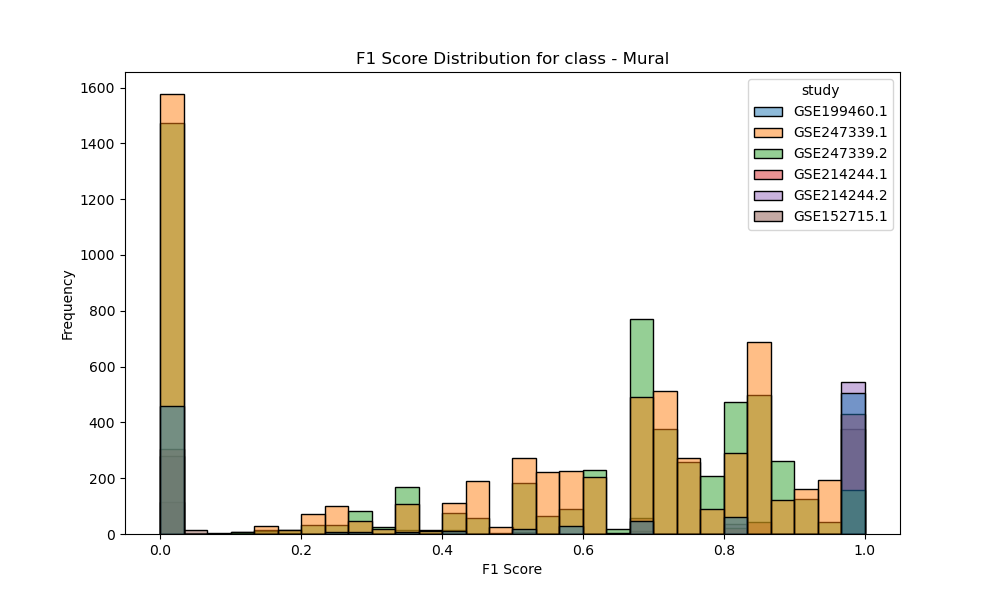 F1 Score Distribution for class - Mural
study
GSE199460.1
GSE247339.1
GSE247339.2
GSE214244.1
GSE214244.2
GSE152715.1
1600
1400
1200
1000
800
600
400
200
0
Frequency
0.0 0.2 0.4 0.6 0.8 1.0
F1 Score